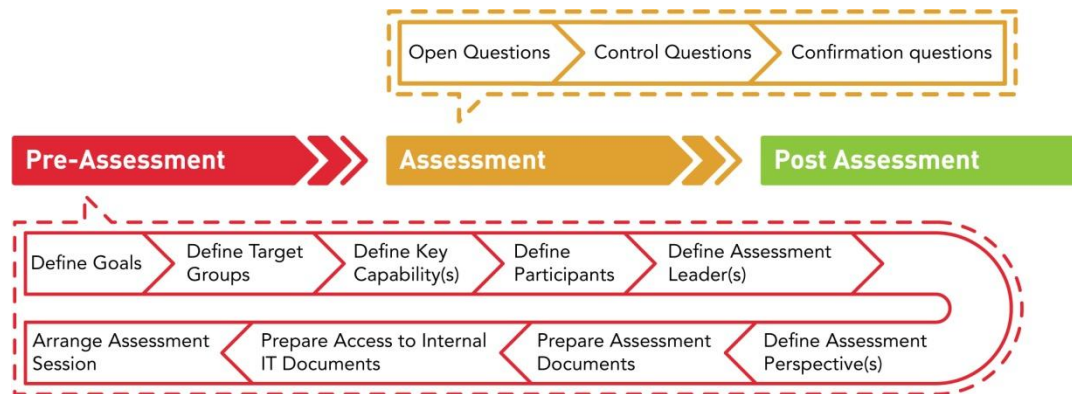 Open Questions
Control Questions
Confirmation questions
Pre-Assessment
Assessment
Post Assessment
Define Goals
Define Target
Groups
Define Key
Capability(s)
Define
Participants
Define Assessment
Leader(s)
Define Assessment
Perspective(s)
Prepare Assessment
Documents
Prepare Access to Internal
IT Documents
Arrange Assessment
Session